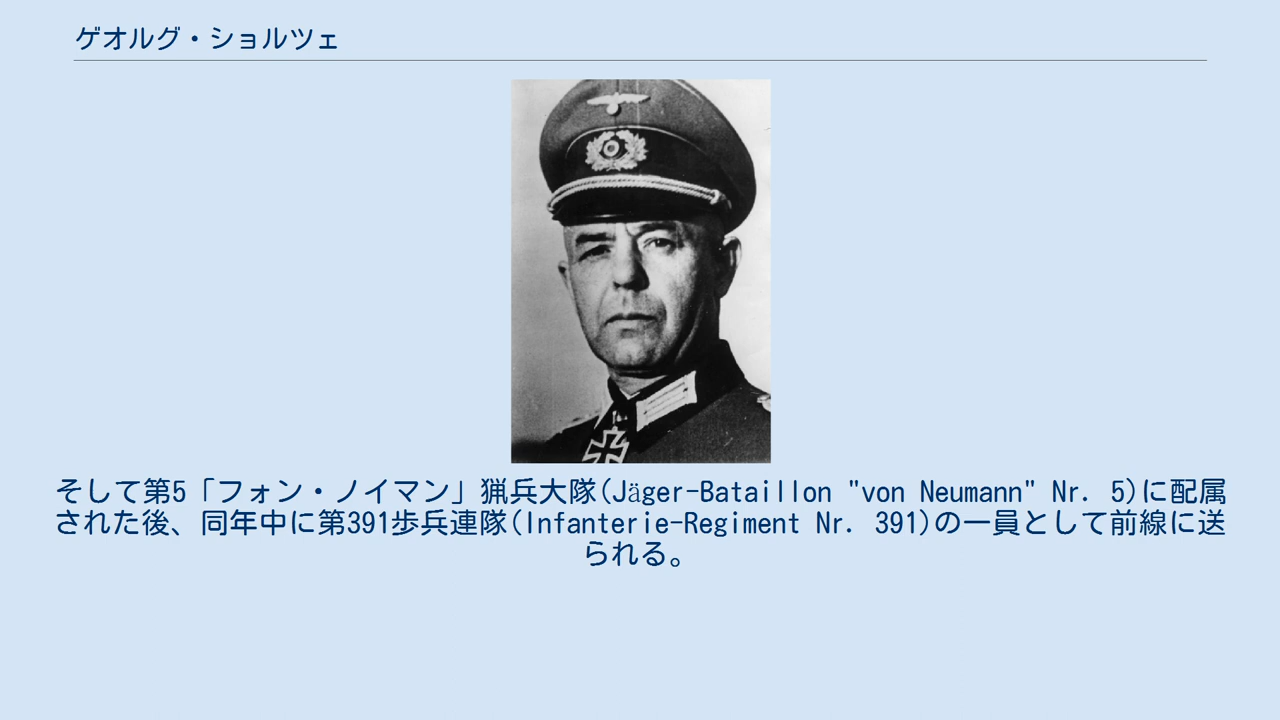 ゲオルグ・ショルツェ
そして第5「フォン・ノイマン」猟兵大隊(Jäger-Bataillon "von Neumann" Nr. 5)に配属
された後、同年中に第391歩兵連隊(Infanterie-Regiment Nr. 391)の一員として前線に送
られる。